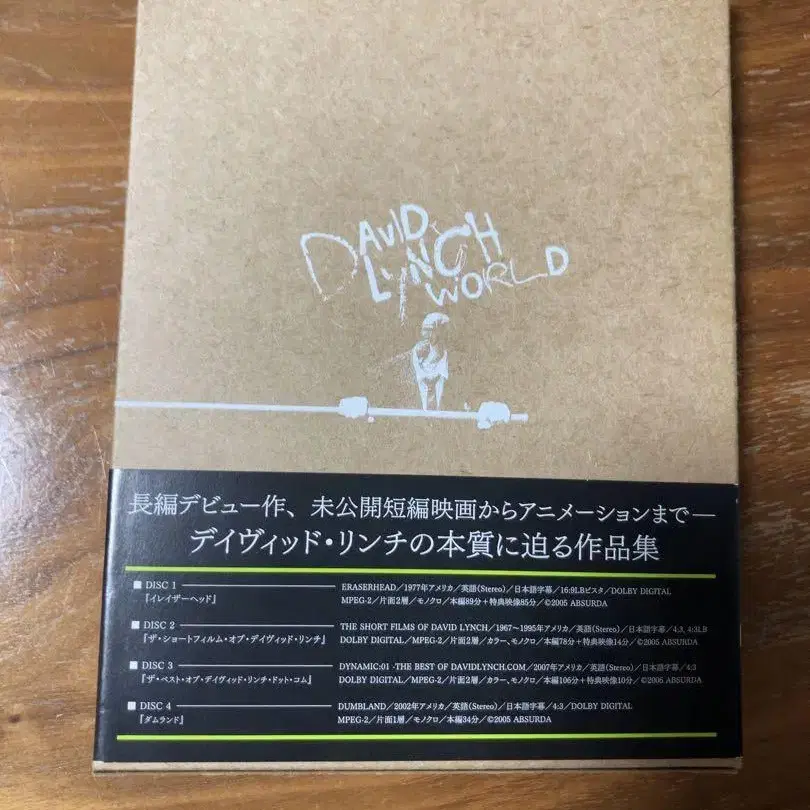 DAVID
LYNCH
WORLD
長編デビュー作、未公開短編映画からアニメーションまで―
デイヴィッド・リンチの本質に迫る作品集
■ DISC 1 ERASERHEAD／1977年アメリカ／英語(Stereo)／日本語字幕／16:9LBビスタ／DOLBY DIGITAL
『イレイザーヘッド』 MPEG-2／片面2層／モノクロ／本編89分＋特典映像85分／©2005 ABSURDA
■ DISC 2 THE SHORT FILMS OF DAVID LYNCH／1967～1995年アメリカ／英語(Stereo)／日本語字幕／4:3, 4:3LB
『ザ・ショートフィルム・オブ・デイヴィッド・リンチ』 DOLBY DIGITAL／MPEG-2／片面2層／カラー、モノクロ／本編78分＋特典映像14分／©2005 ABSURDA
■ DISC 3 DYNAMIC:01 -THE BEST OF DAVIDLYNCH.COM／2007年アメリカ／英語(Stereo)／日本語字幕／4:3
『ザ・ベスト・オブ・デイヴィッド・リンチ・ドット・コム』 DOLBY DIGITAL／MPEG-2／片面2層／カラー、モノクロ／本編106分＋特典映像10分／©2005 ABSURDA
■ DISC 4 DUMBLAND／2002年アメリカ／英語(Stereo)／日本語字幕／4:3／DOLBY DIGITAL
『ダムランド』 MPEG-2／片面1層／モノクロ／本編34分／©2005 ABSURDA